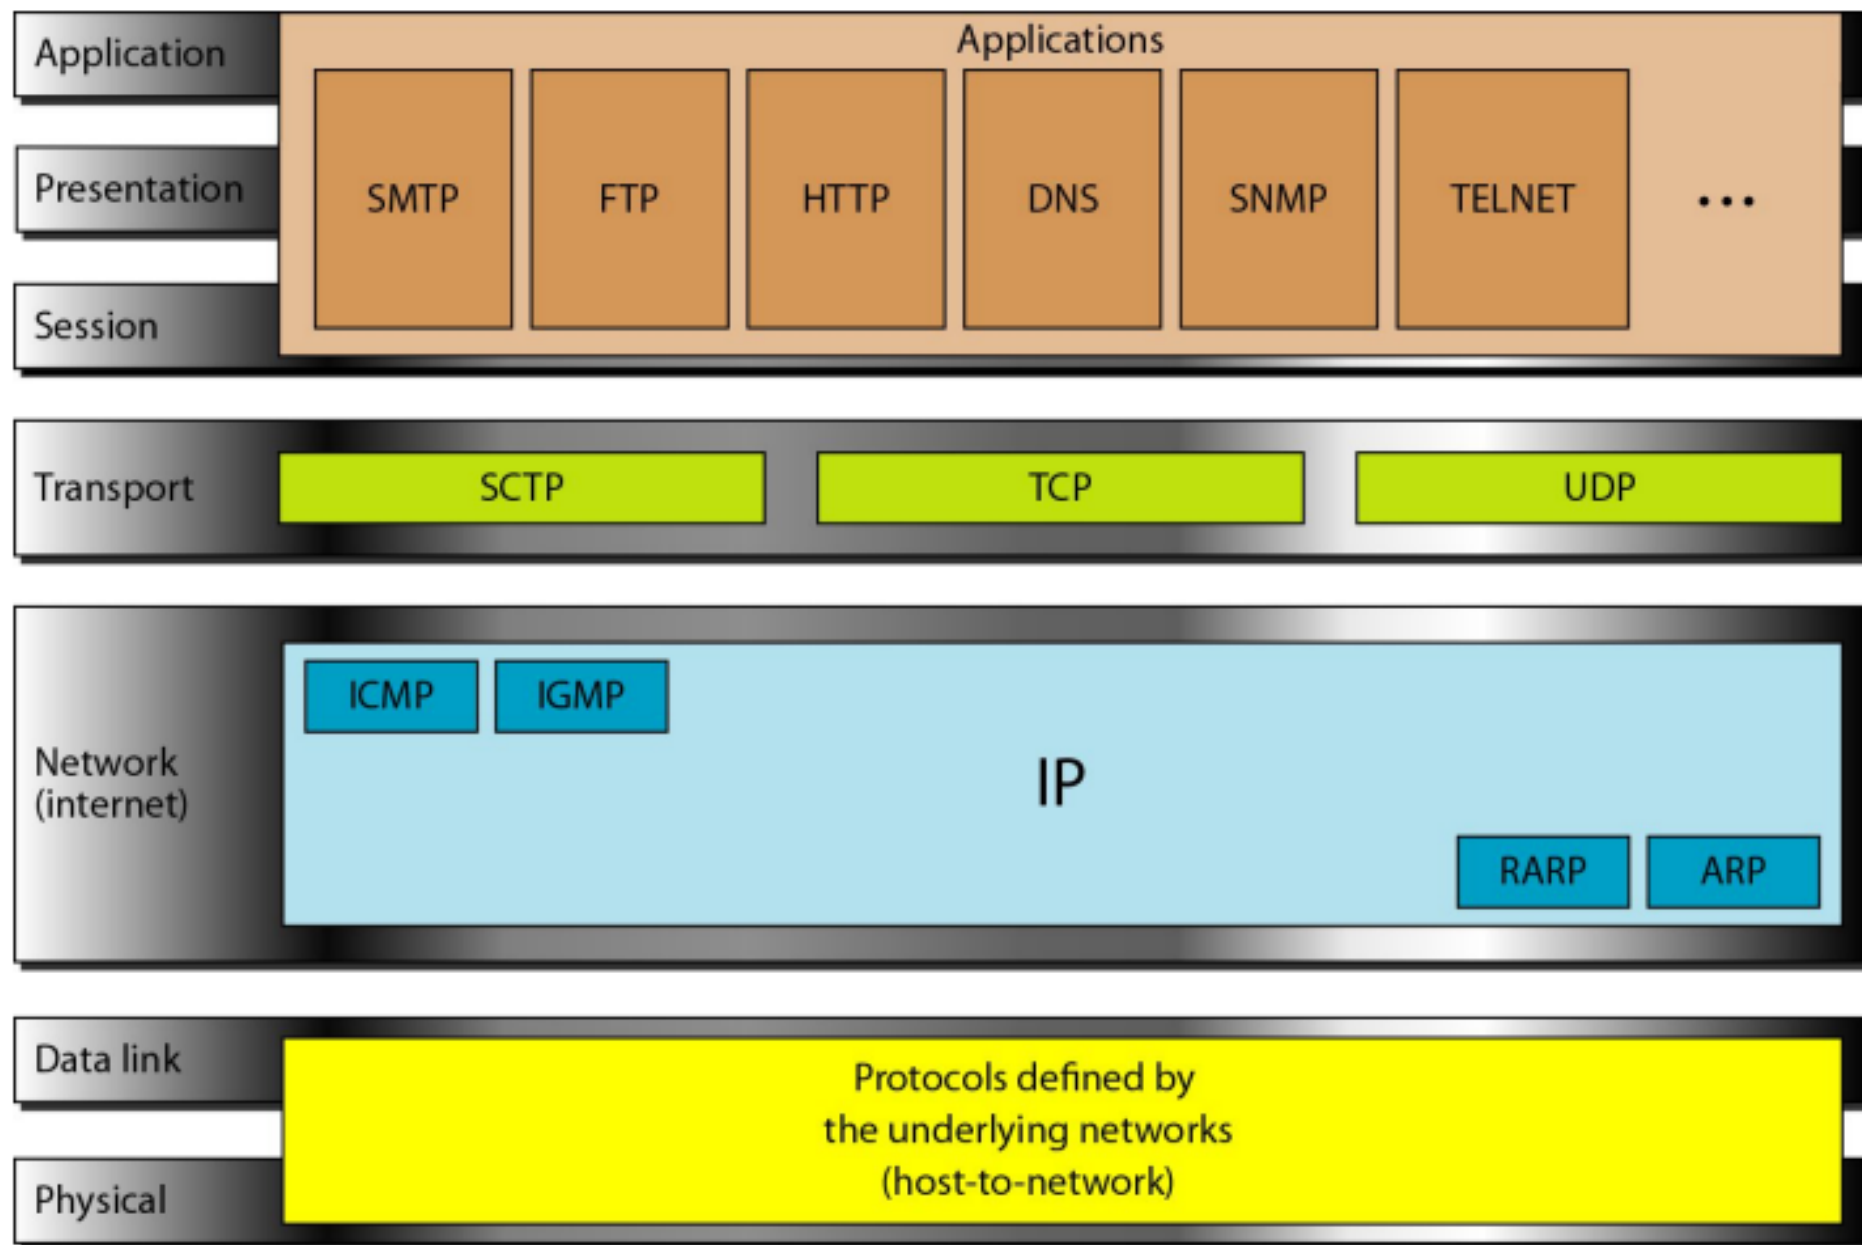 Application
Applications
Presentation
SMTP
FTP
HTTP
DNS
SNMP
TELNET
...
Session
Transport
SCTP
TCP
UDP
ICMP
IGMP
Network
(internet)
IP
RARP
ARP
Data link
Protocols defined by
the underlying networks
(host-to-network)
Physical